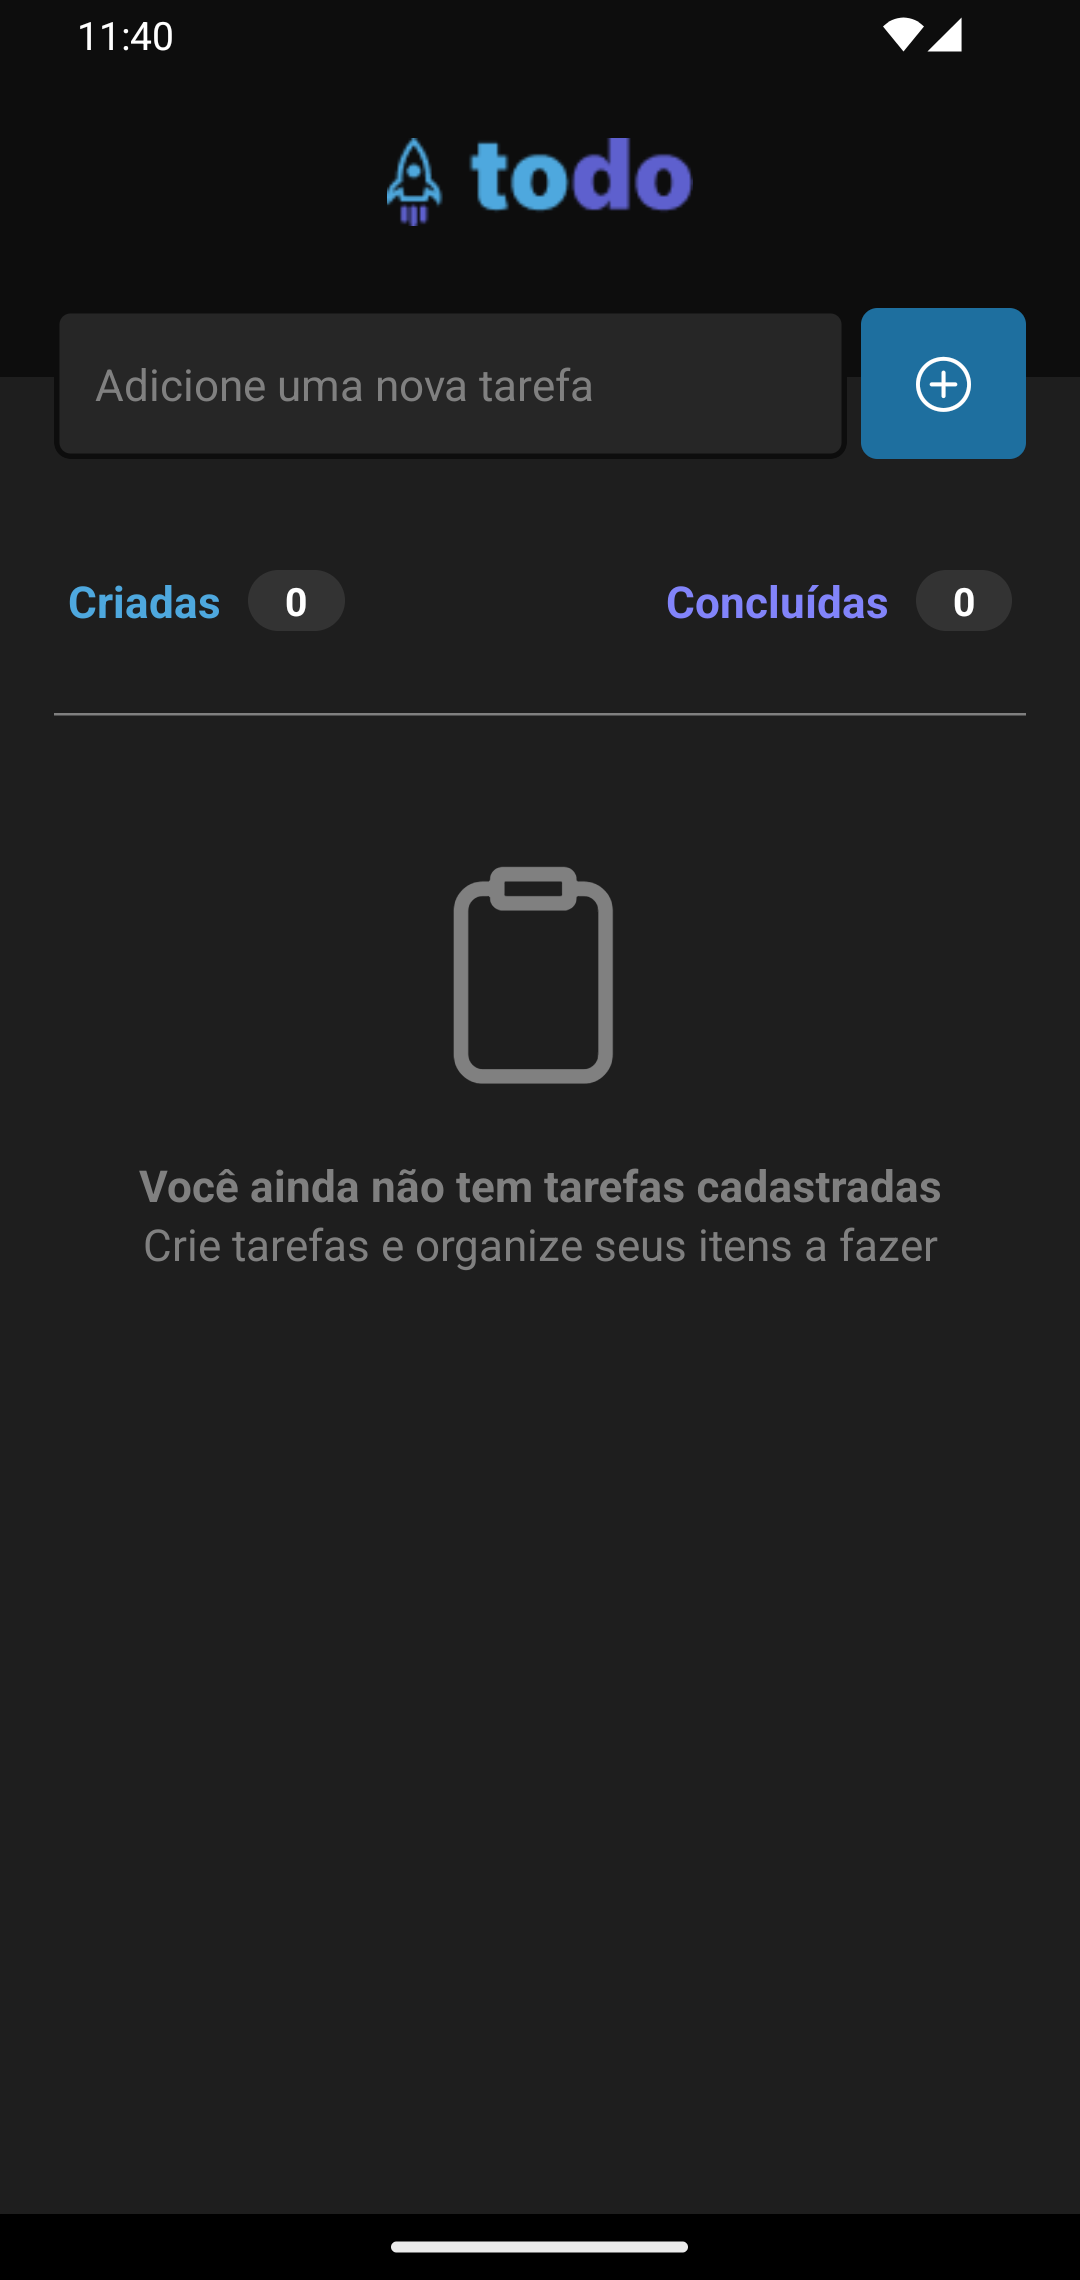 11:40
todo
Adicione uma nova tarefa
Criadas 0 Concluídas 0
Você ainda não tem tarefas cadastradas
Crie tarefas e organize seus itens a fazer